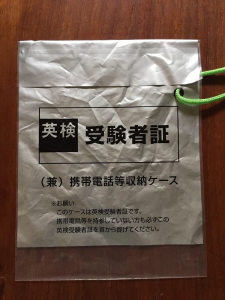 英検 受験者証
（兼）携帯電話等収納ケース
※お願い
このケースは英検受験者証です。
携帯電話等を持参していない方も必ずこの
英検受験者証を首から提げてください。